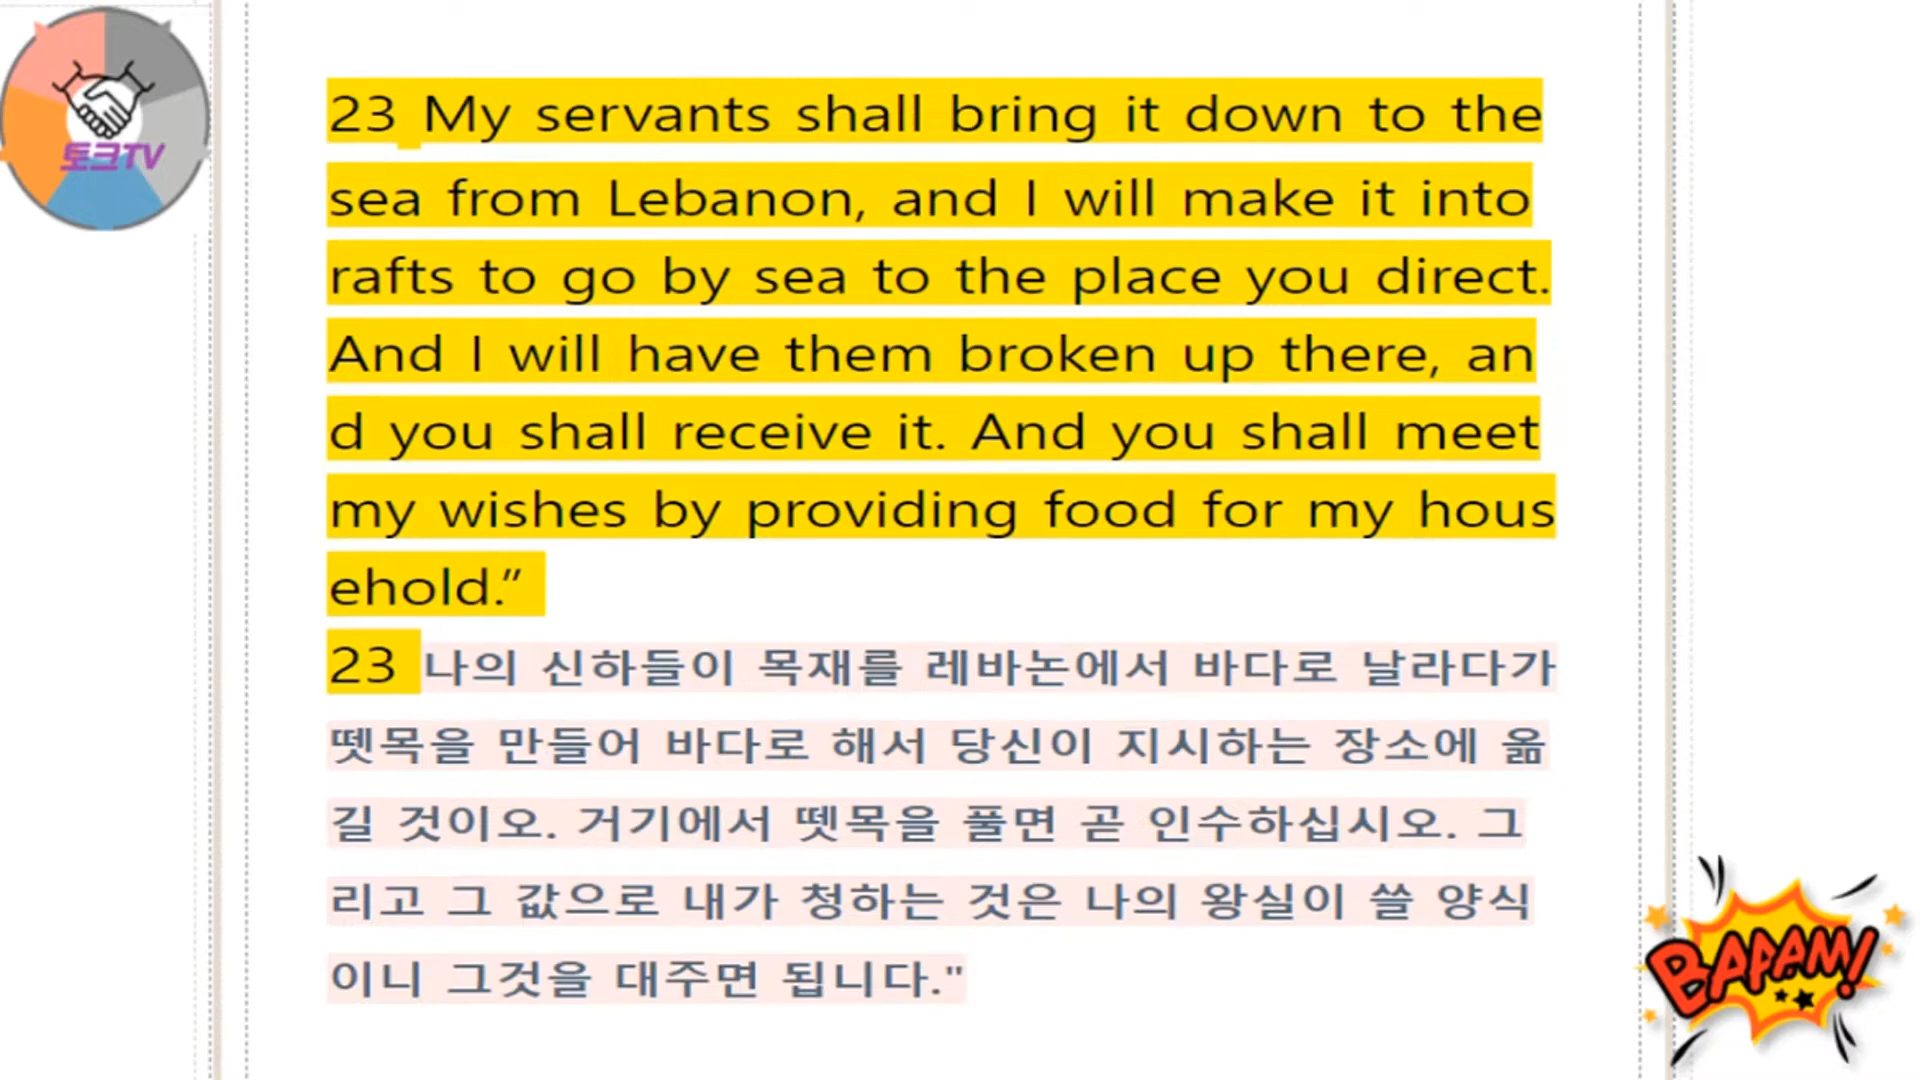 토크TV
23 My servants shall bring it down to the
sea from Lebanon, and I will make it into
rafts to go by sea to the place you direct.
And I will have them broken up there, an
d you shall receive it. And you shall meet
my wishes by providing food for my hous
ehold.”
23 나의 신하들이 목재를 레바논에서 바다로 날라다가
뗏목을 만들어 바다로 해서 당신이 지시하는 장소에 옮
길 것이오. 거기에서 뗏목을 풀면 곧 인수하십시오. 그
리고 그 값으로 내가 청하는 것은 나의 왕실이 쓸 양식
이니 그것을 대주면 됩니다."
BAPAM!